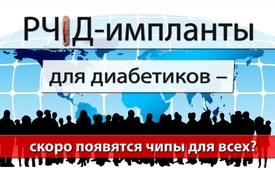 РЧИД-импланты
для диабетиков –
скоро появятся чипы для всех?